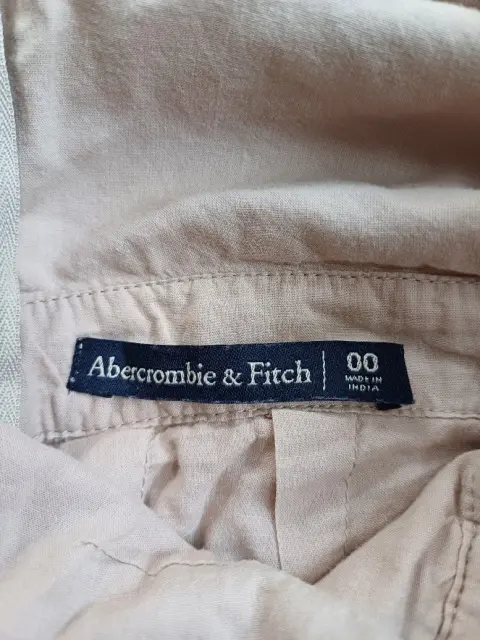 Abercrombie & Fitch | 00
MADE IN
INDIA